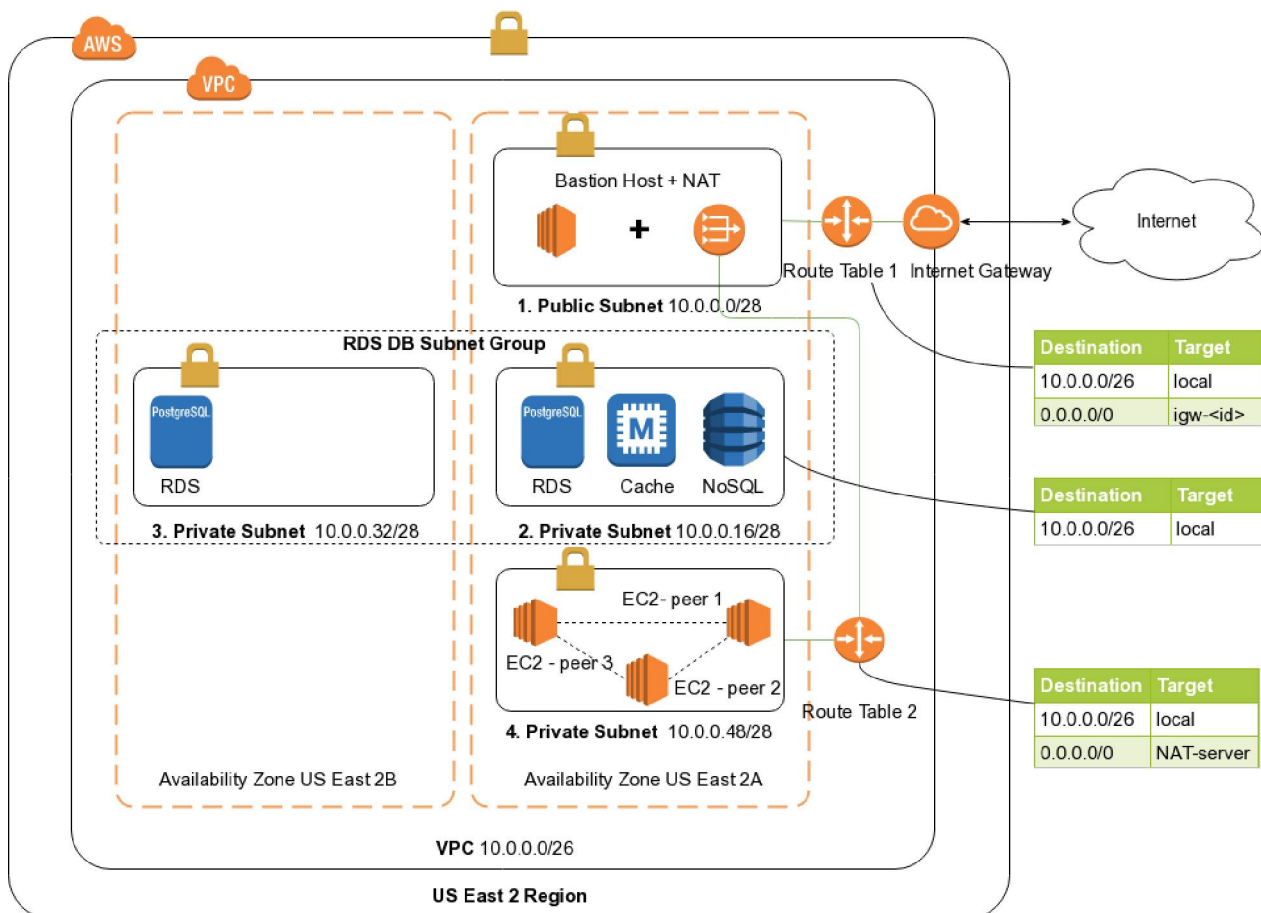 AWS
VPC
Bastion Host + NAT
+
1. Public Subnet 10.0.0.0/28
Route Table 1
Internet Gateway
Internet
RDS DB Subnet Group
PostgreSQL
RDS
3. Private Subnet 10.0.0.32/28
PostgreSQL
RDS
M
Cache
NoSQL
2. Private Subnet 10.0.0.16/28
EC2- peer 1
EC2 - peer 3
EC2 - peer 2
4. Private Subnet 10.0.0.48/28
Route Table 2
Availability Zone US East 2B
Availability Zone US East 2A
VPC 10.0.0.0/26
US East 2 Region
Destination Target
10.0.0.0/26 local
0.0.0.0/0 igw-<id>
Destination Target
10.0.0.0/26 local
Destination Target
10.0.0.0/26 local
0.0.0.0/0 NAT-server